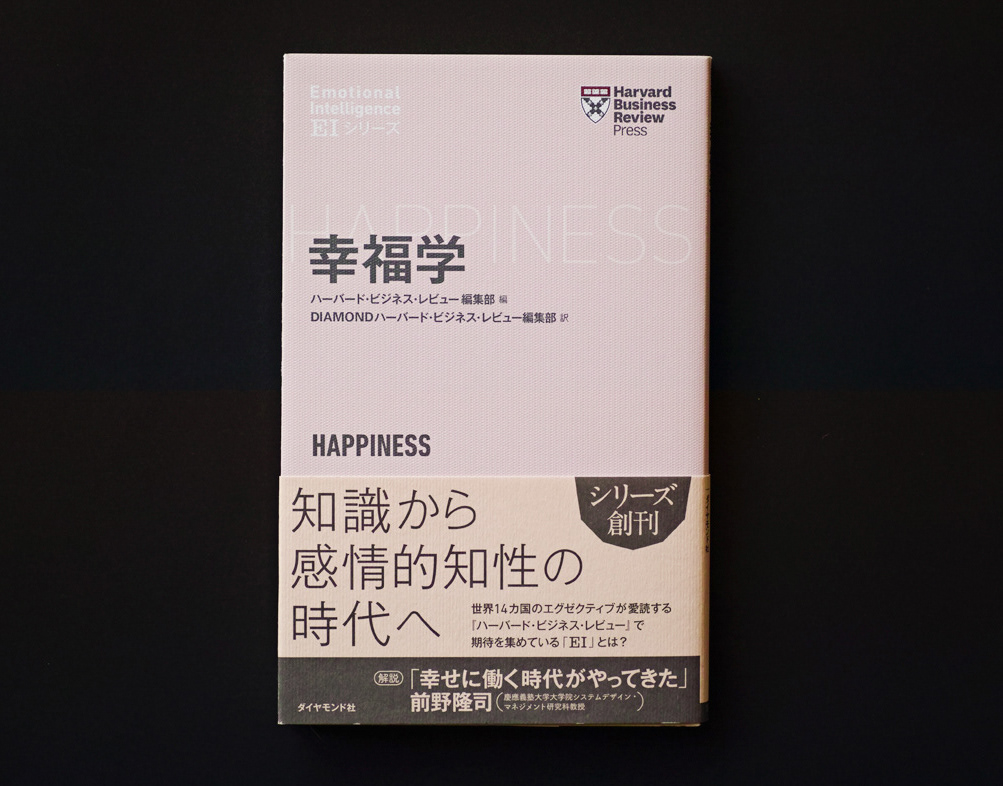 Emotional
Intelligence
EI シリーズ
Harvard
Business
Review
Press
HAPPINESS
幸福学
ハーバード・ビジネス・レビュー編集部 編
DIAMONDハーバード・ビジネス・レビュー編集部 訳
HAPPINESS
知識から
感情的知性の
時代へ
シリーズ
創刊
世界14カ国のエグゼクティブが愛読する
『ハーバード・ビジネス・レビュー』で
期待を集めている「EI」とは?
解説 「幸せに働く時代がやってきた」
前野隆司(慶應義塾大学大学院システムデザイン・
マネジメント研究科教授)
ダイヤモンド社